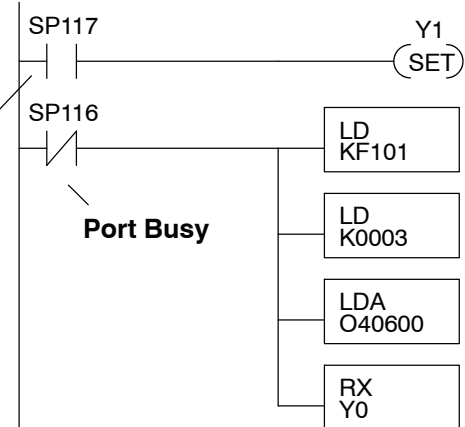 SP117
Y1
SET
SP116
Port Busy
LD
KF101
LD
K0003
LDA
O40600
RX
Y0